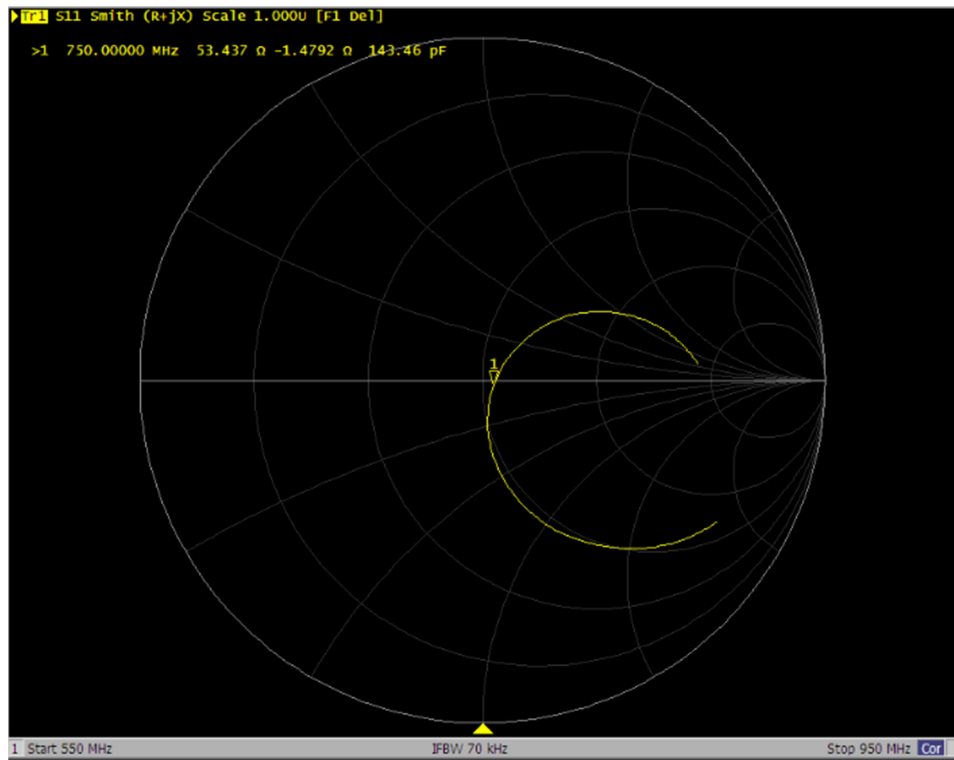 Tr1 S11 Smith (R+jX) Scale 1.000U [F1 Del]
>1 750.00000 MHz 53.437 Ω -1.4792 Ω 143.46 pF
1
1 Start 550 MHz IFBW 70 kHz Stop 950 MHz Cor